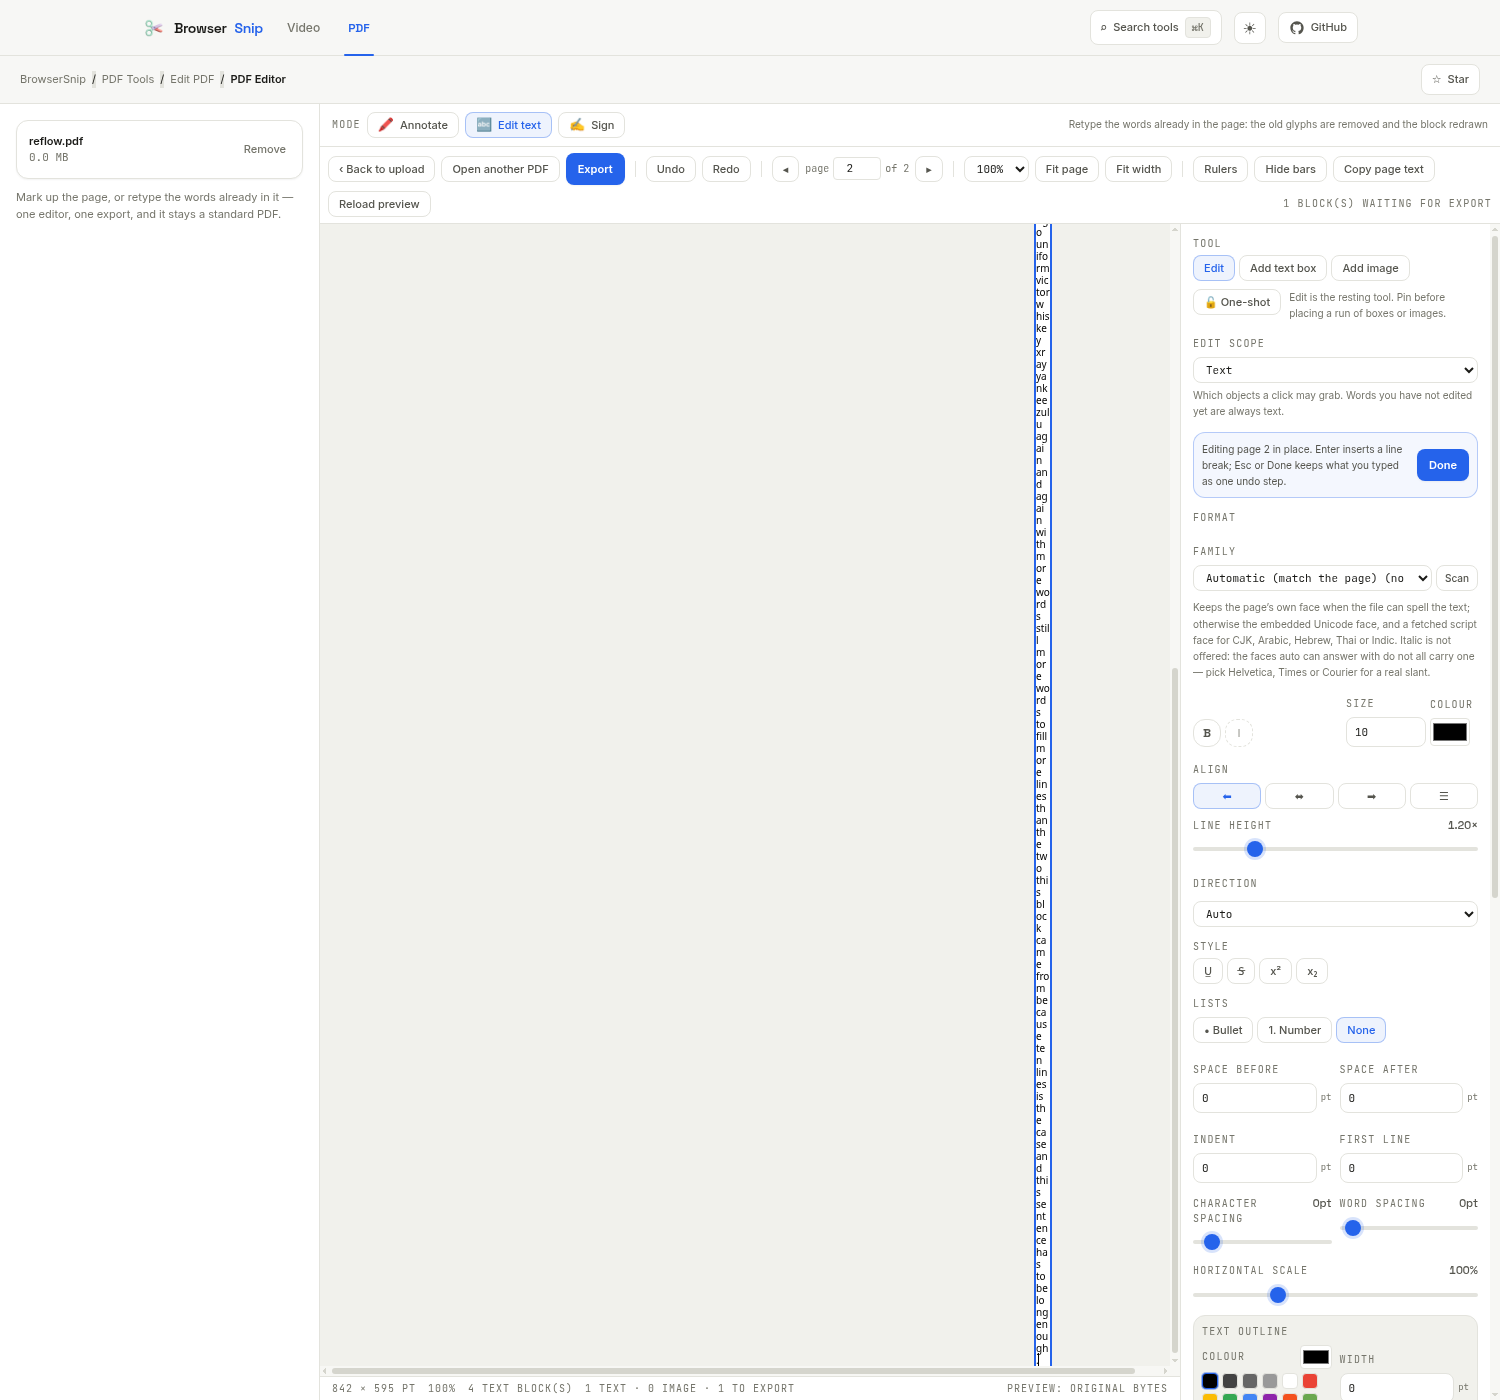 Browser Snip
Video
PDF
Search tools
⌘K
GitHub
BrowserSnip / PDF Tools / Edit PDF / PDF Editor
☆ Star
reflow.pdf
0.0 MB
Remove
Mark up the page, or retype the words already in it —
one editor, one export, and it stays a standard PDF.
MODE
Annotate
Edit text
Sign
Retype the words already in the page: the old glyphs are removed and the block redrawn
‹ Back to upload
Open another PDF
Export
Undo
Redo
page 2 of 2
100%
Fit page
Fit width
Rulers
Hide bars
Copy page text
Reload preview
1 BLOCK(S) WAITING FOR EXPORT
o
un
ifo
rm
vic
tor
w
his
ke
y
xr
ay
ya
nk
ee
zul
u
ag
ai
n
an
d
ag
ai
n
wi
th
m
or
e
wo
rd
s
stil
l
m
or
e
wo
rd
s
to
fill
m
or
e
lin
es
th
an
th
e
tw
o
thi
s
bl
oc
k
ca
m
e
fro
m
be
ca
us
e
te
n
lin
es
is
th
e
ca
se
an
d
thi
s
se
nt
en
ce
ha
s
to
be
lo
ng
en
ou
gh
.
TOOL
Edit
Add text box
Add image
One-shot
Edit is the resting tool. Pin before
placing a run of boxes or images.
EDIT SCOPE
Text
Which objects a click may grab. Words you have not edited
yet are always text.
Editing page 2 in place. Enter inserts a line
break; Esc or Done keeps what you typed
as one undo step.
Done
FORMAT
FAMILY
Automatic (match the page) (no
Scan
Keeps the page's own face when the file can spell the text;
otherwise the embedded Unicode face, and a fetched script
face for CJK, Arabic, Hebrew, Thai or Indic. Italic is not
offered: the faces auto can answer with do not all carry one
— pick Helvetica, Times or Courier for a real slant.
SIZE
COLOUR
B
I
10
ALIGN
LINE HEIGHT
1.20×
DIRECTION
Auto
STYLE
U
S
x²
x₂
LISTS
• Bullet
1. Number
None
SPACE BEFORE
SPACE AFTER
0 pt
0 pt
INDENT
FIRST LINE
0 pt
0 pt
CHARACTER SPACING
0pt
WORD SPACING
0pt
HORIZONTAL SCALE
100%
TEXT OUTLINE
COLOUR
WIDTH
0 pt
842 × 595 PT 100% 4 TEXT BLOCK(S) 1 TEXT · 0 IMAGE · 1 TO EXPORT
PREVIEW: ORIGINAL BYTES